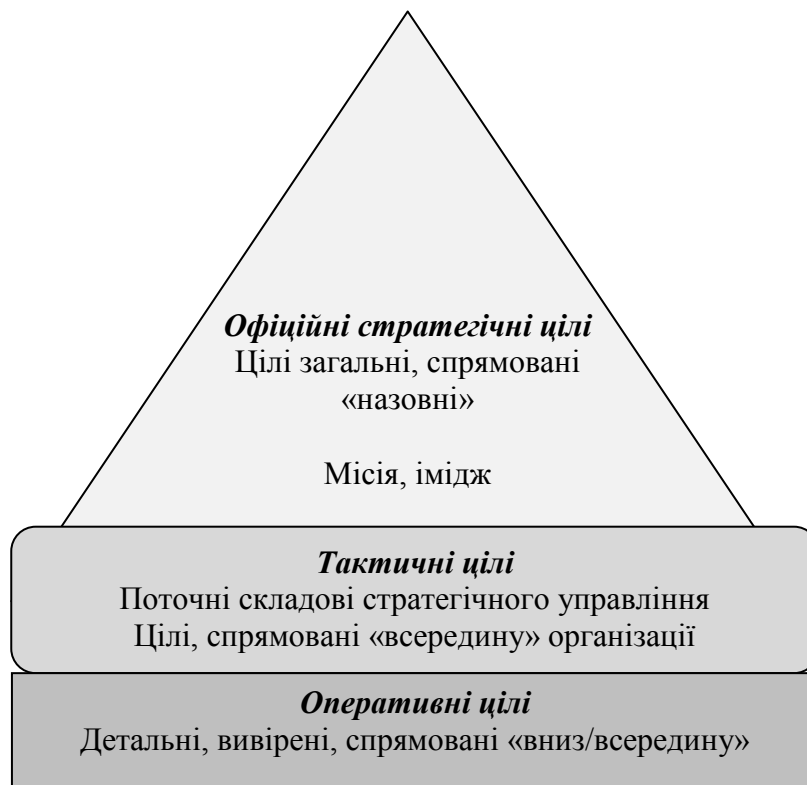 Офіційні стратегічні цілі
Цілі загальні, спрямовані
«назовні»
Місія, імідж
Тактичні цілі
Поточні складові стратегічного управління
Цілі, спрямовані «всередину» організації
Оперативні цілі
Детальні, вивірені, спрямовані «вниз/всередину»